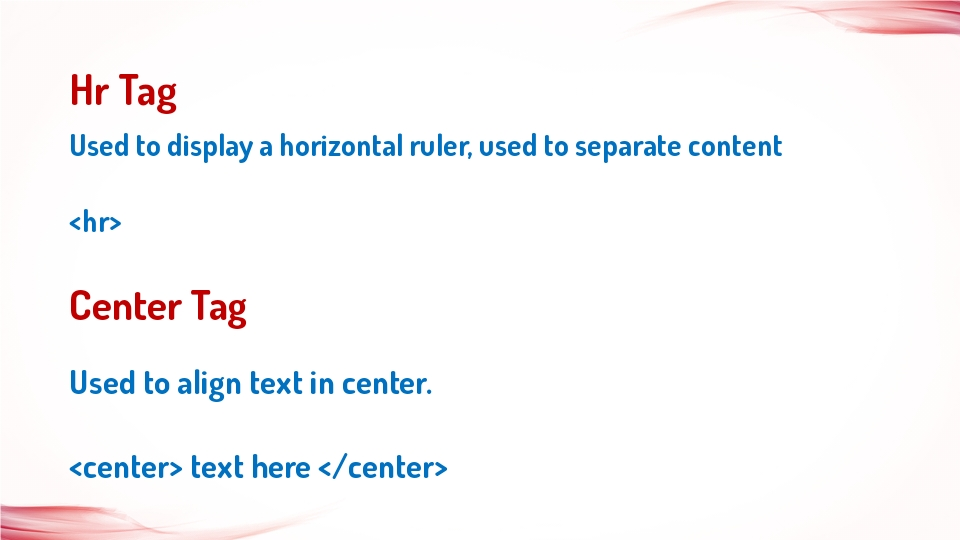 Hr Tag
Used to display a horizontal ruler, used to separate content
<hr>
Center Tag
Used to align text in center.
<center> text here </center>